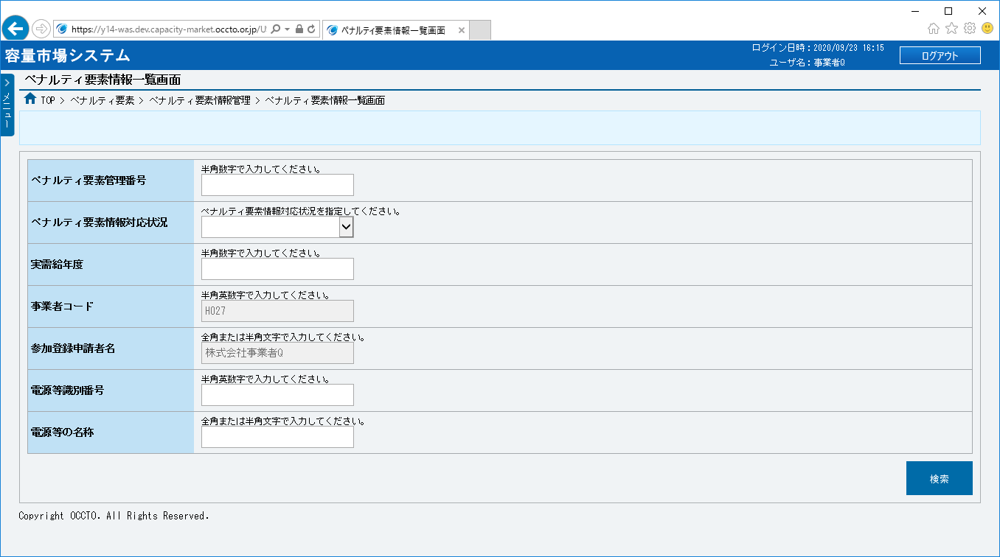 https://y14-was.dev.capacity-market.occto.or.jp/U
ペナルティ要素情報一覧画面
容量市場システム
ログイン日時：2020/09/23 16:15
ユーザ名：事業者Q
ログアウト
メニュー
ペナルティ要素情報一覧画面
TOP > ペナルティ要素 > ペナルティ要素情報管理 > ペナルティ要素情報一覧画面
ペナルティ要素管理番号
半角数字で入力してください。
ペナルティ要素情報対応状況
ペナルティ要素情報対応状況を指定してください。
実需給年度
半角数字で入力してください。
事業者コード
半角英数字で入力してください。
H027
参加登録申請者名
全角または半角文字で入力してください。
株式会社事業者Q
電源等識別番号
半角英数字で入力してください。
電源等の名称
全角または半角文字で入力してください。
検索
Copyright OCCTO. All Rights Reserved.